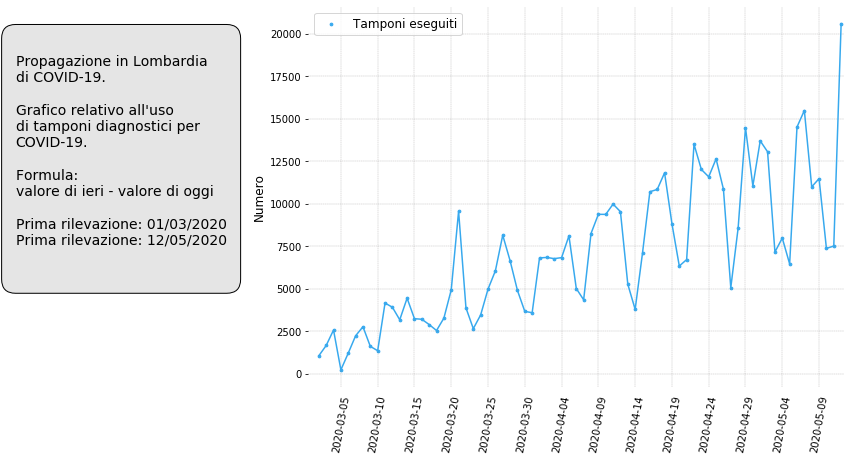 Propagazione in Lombardia
di COVID-19.
Grafico relativo all'uso
di tamponi diagnostici per
COVID-19.
Formula:
valore di ieri - valore di oggi
Prima rilevazione: 01/03/2020
Prima rilevazione: 12/05/2020
Tamponi eseguiti
Numero
20000
17500
15000
12500
10000
7500
5000
2500
0
2020-03-05
2020-03-10
2020-03-15
2020-03-20
2020-03-25
2020-03-30
2020-04-04
2020-04-09
2020-04-14
2020-04-19
2020-04-24
2020-04-29
2020-05-04
2020-05-09